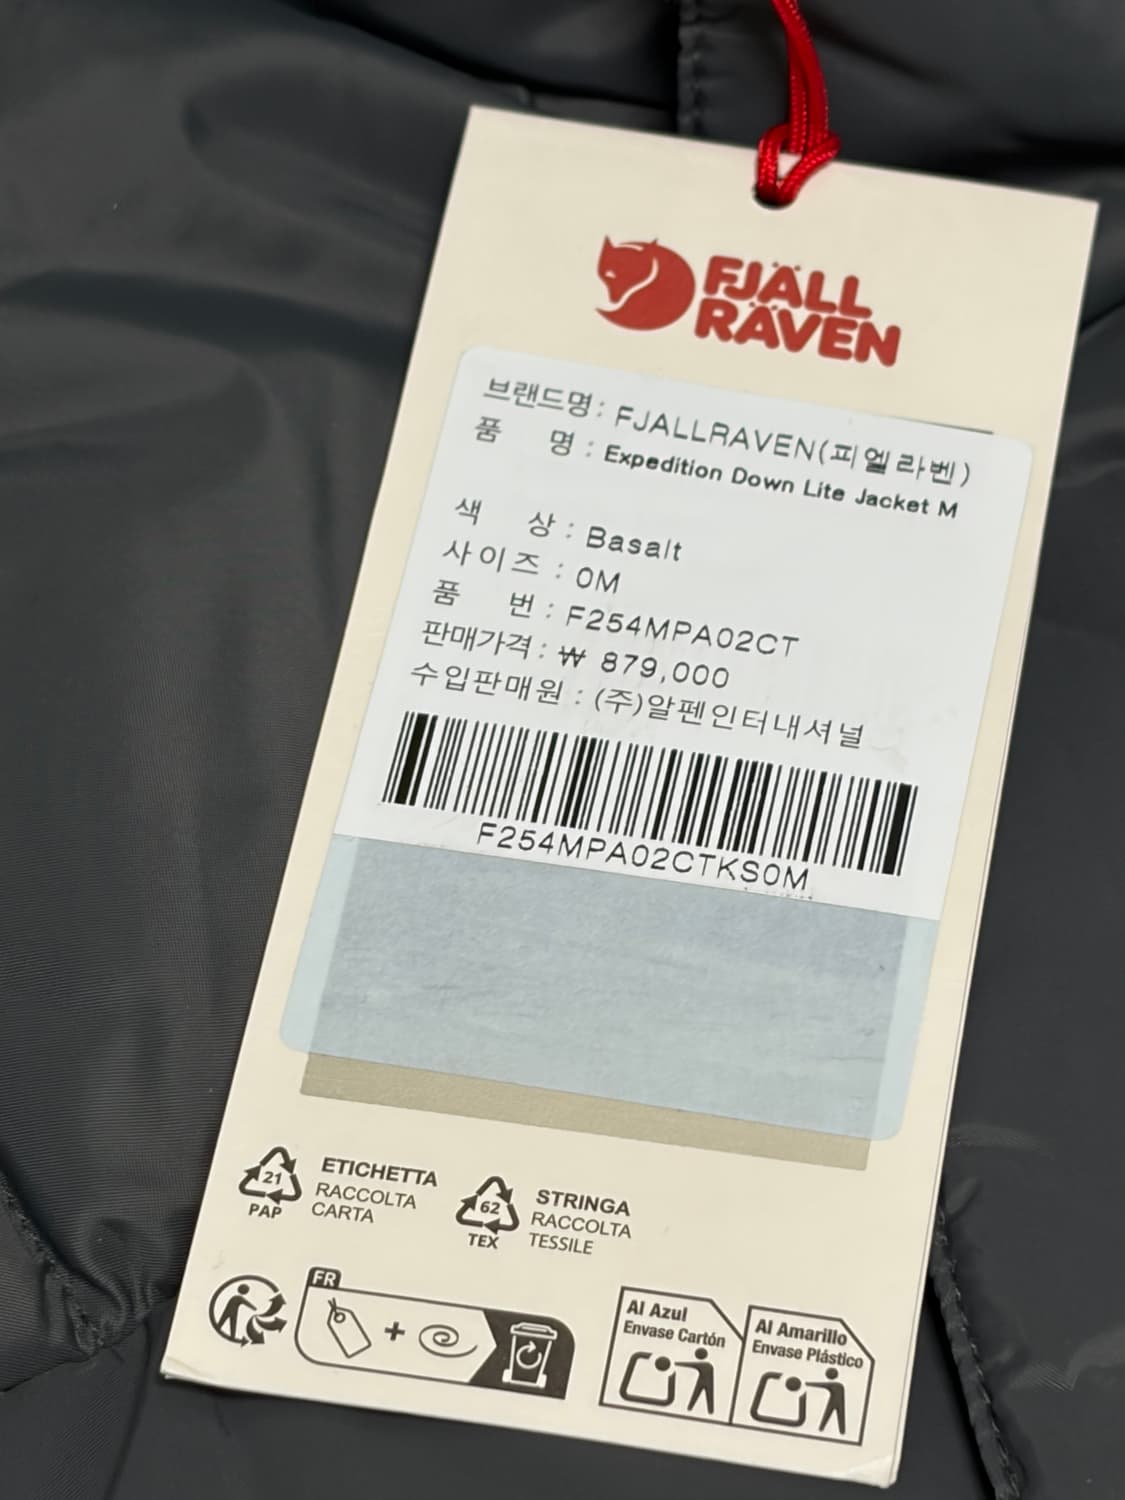 FJÄLL
RÄVEN
브랜드명: FJALLRAVEN(피엘라벤)
품 명: Expedition Down Lite Jacket M
색 상: Basalt
사이즈: 0M
품 번: F254MPA02CT
판매가격: ₩ 879,000
수입판매원: (주)알펜인터내셔널
F254MPA02CTKS0M
21
PAP
ETICHETTA
RACCOLTA
CARTA
62
TEX
STRINGA
RACCOLTA
TESSILE
FR
+
Al Azul
Envase Cartón
Al Amarillo
Envase Plástico